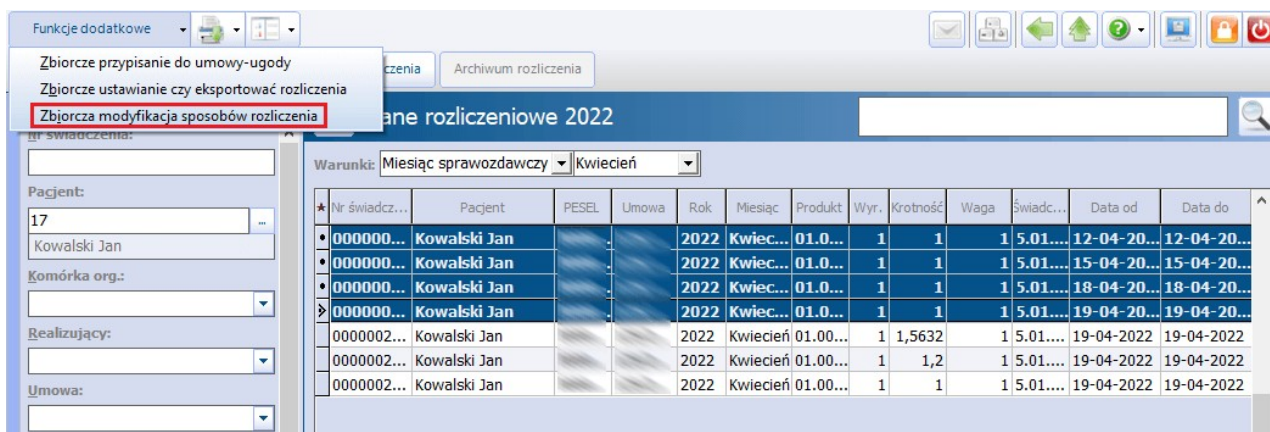 Funkcje dodatkowe
Zbiorcze przypisanie do umowy-ugody
Zbiorcze ustawianie czy eksportować rozliczenia
Zbiorcza modyfikacja sposobów rozliczenia
czenia Archiwum rozliczenia
ane rozliczeniowe 2022
Nr świadczenia:
Warunki: Miesiąc sprawozdawczy Kwiecień
Pacjent:
17 ...
Kowalski Jan
Komórka org.:
Realizujący:
Umowa:
Nr świadcz... Pacjent PESEL Umowa Rok Miesiąc Produkt Wyr. Krotność Waga Świadc... Data od Data do
000000... Kowalski Jan 2022 Kwiec... 01.0... 1 1 1 5.01.... 12-04-20... 12-04-20...
000000... Kowalski Jan 2022 Kwiec... 01.0... 1 1 1 5.01.... 15-04-20... 15-04-20...
000000... Kowalski Jan 2022 Kwiec... 01.0... 1 1 1 5.01.... 18-04-20... 18-04-20...
000000... Kowalski Jan 2022 Kwiec... 01.0... 1 1 1 5.01.... 19-04-20... 19-04-20...
0000002... Kowalski Jan 2022 Kwiecień 01.00... 1 1,5632 1 5.01.... 19-04-2022 19-04-2022
0000002... Kowalski Jan 2022 Kwiecień 01.00... 1 1,2 1 5.01.... 19-04-2022 19-04-2022
0000002... Kowalski Jan 2022 Kwiecień 01.00... 1 1 1 5.01.... 19-04-2022 19-04-2022